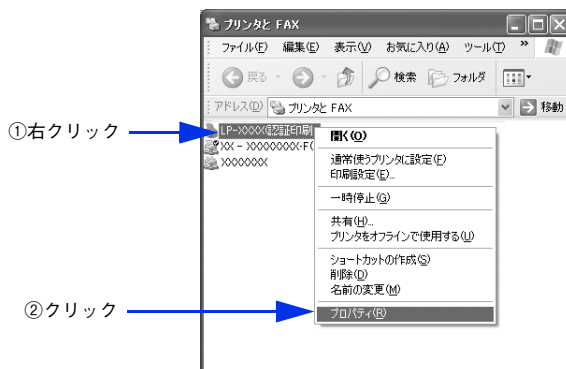 プリンタと FAX
ファイル(F) 編集(E) 表示(V) お気に入り(A) ツール(T) »
戻る 検索 フォルダ
アドレス(D) プリンタと FAX 移動
①右クリック
LP-XXXX(認証印刷)
XX - XXXXXXXX-F(
XXXXXXX
開く(O)
通常使うプリンタに設定(F)
印刷設定(E)...
一時停止(G)
共有(H)...
プリンタをオフラインで使用する(U)
ショートカットの作成(S)
削除(D)
名前の変更(M)
②クリック
プロパティ(R)